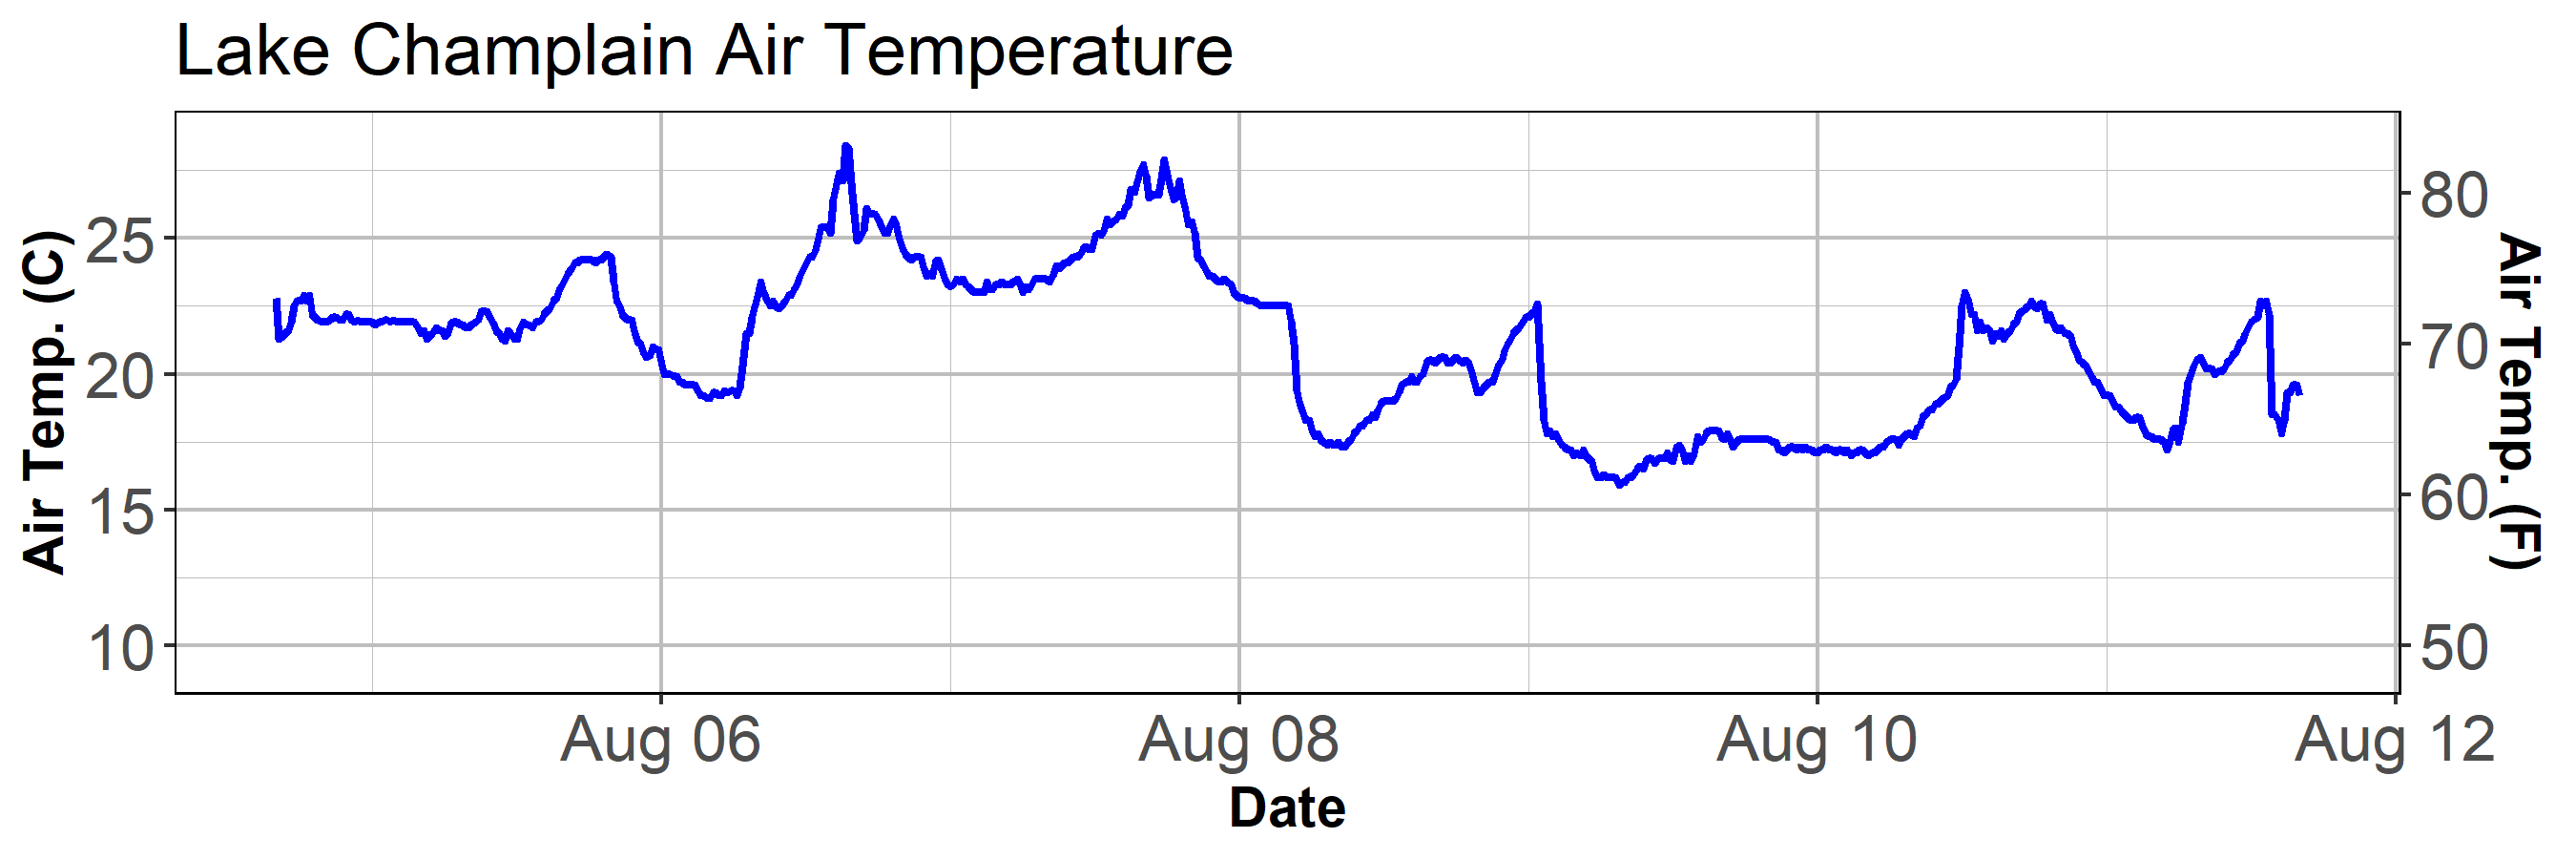 Lake Champlain Air Temperature
Air Temp. (C)
25
20
15
10
80
70
60
50
Air Temp. (F)
Aug 06
Aug 08
Aug 10
Aug 12
Date